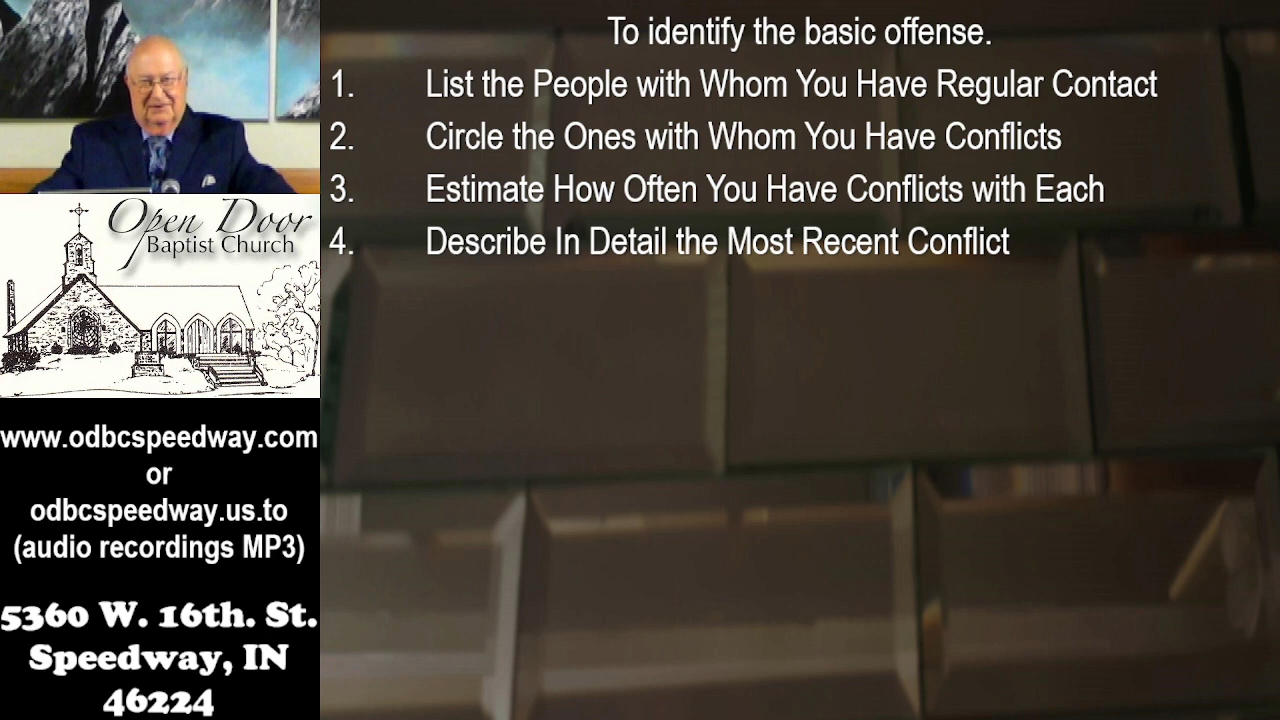 To identify the basic offense.
1. List the People with Whom You Have Regular Contact
2. Circle the Ones with Whom You Have Conflicts
3. Estimate How Often You Have Conflicts with Each
4. Describe In Detail the Most Recent Conflict
Open Door
Baptist Church
www.odbcspeedway.com
or
odbcspeedway.us.to
(audio recordings MP3)
5360 W. 16th. St.
Speedway, IN
46224